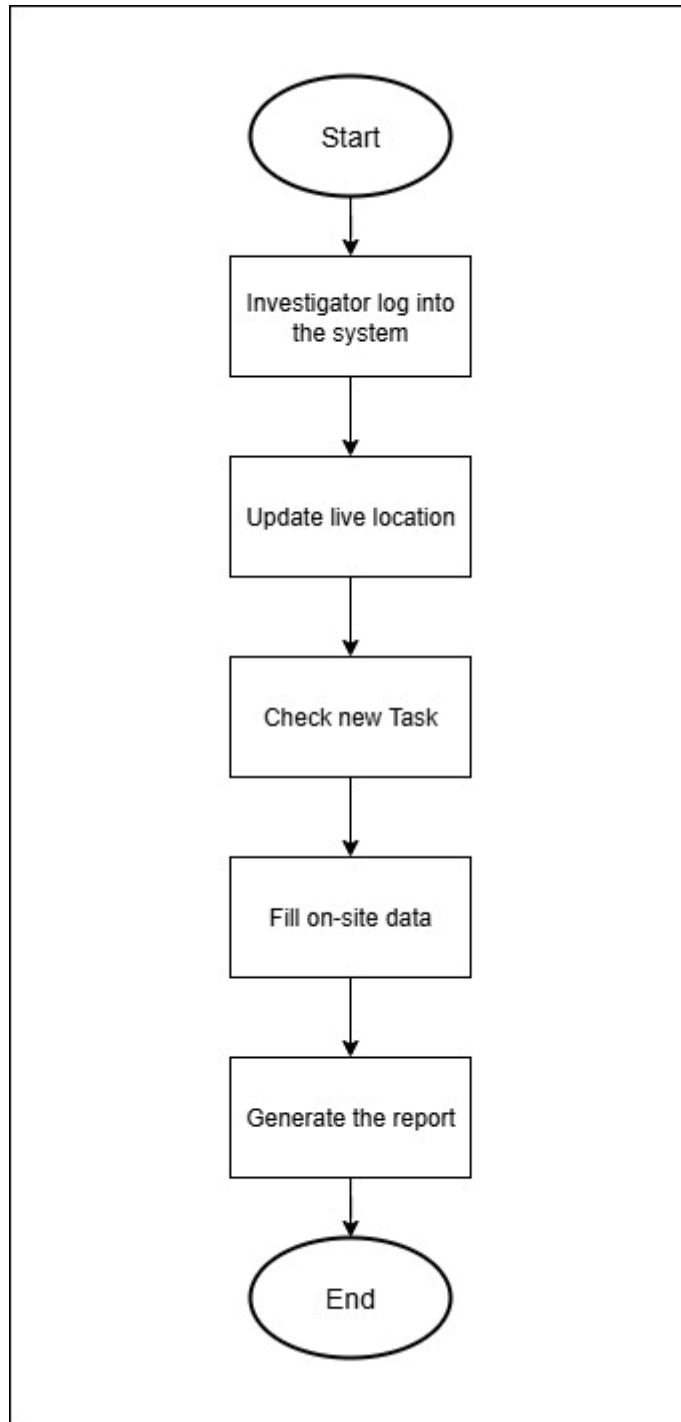 Start
Investigator log into
the system
Update live location
Check new Task
Fill on-site data
Generate the report
End